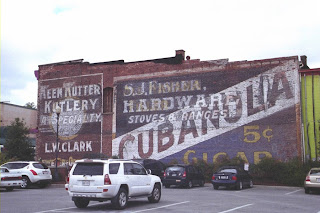 KEEN KUTTER
KUTLERY
A SPECIALTY
L.W. CLARK
S.J. FISHER,
HARDWARE
STOVES & RANGES
CUBANOLA
5¢
CIGAR